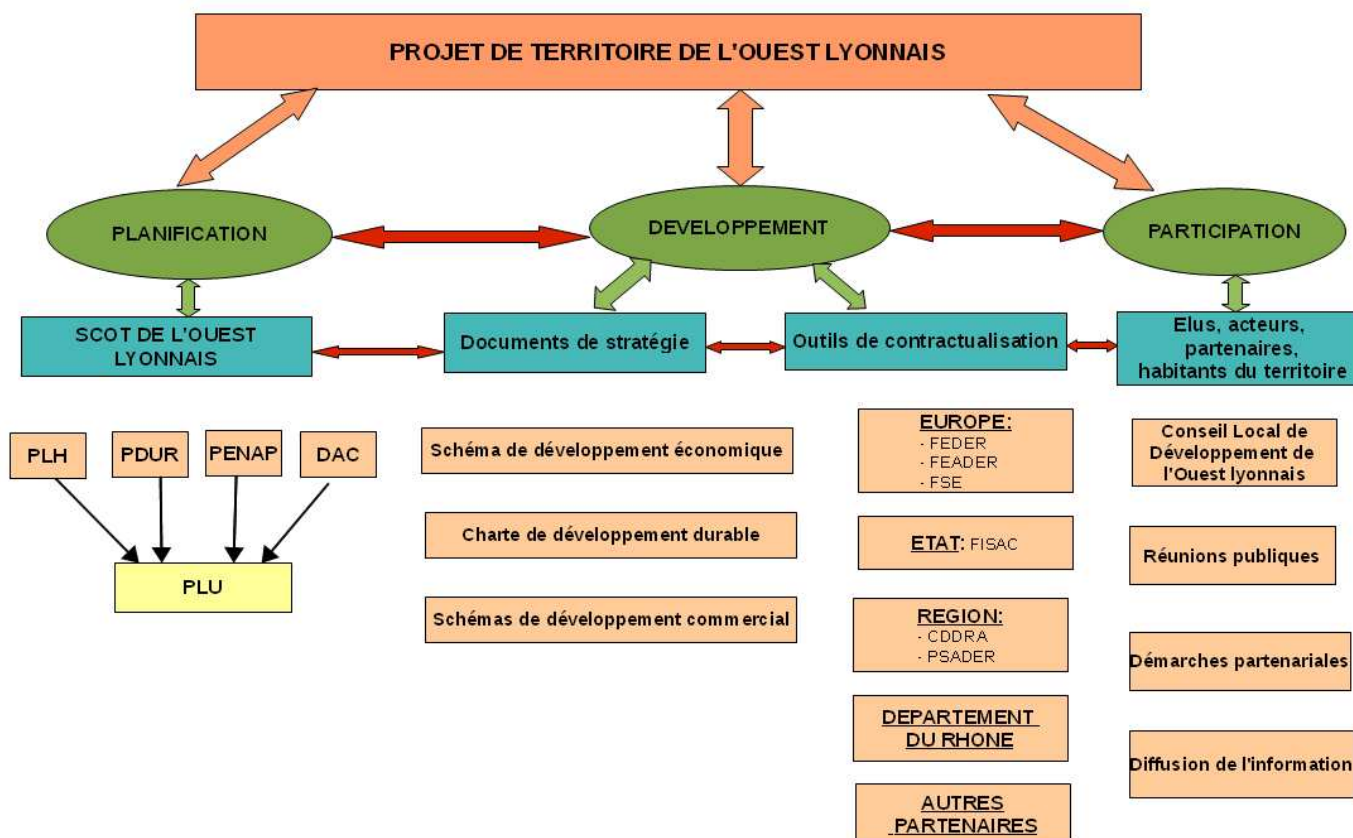 PROJET DE TERRITOIRE DE L'OUEST LYONNAIS
PLANIFICATION
DEVELOPPEMENT
PARTICIPATION
SCOT DE L'OUEST
LYONNAIS
Documents de stratégie
Outils de contractualisation
Elus, acteurs,
partenaires,
habitants du territoire
PLH
PDUR
PENAP
DAC
PLU
Schéma de développement économique
Charte de développement durable
Schémas de développement commercial
EUROPE:
- FEDER
- FEADER
- FSE
ETAT: FISAC
REGION:
- CDDRA
- PSADER
DEPARTEMENT
DU RHONE
AUTRES
PARTENAIRES
Conseil Local de
Développement de
l'Ouest lyonnais
Réunions publiques
Démarches partenariales
Diffusion de l'information